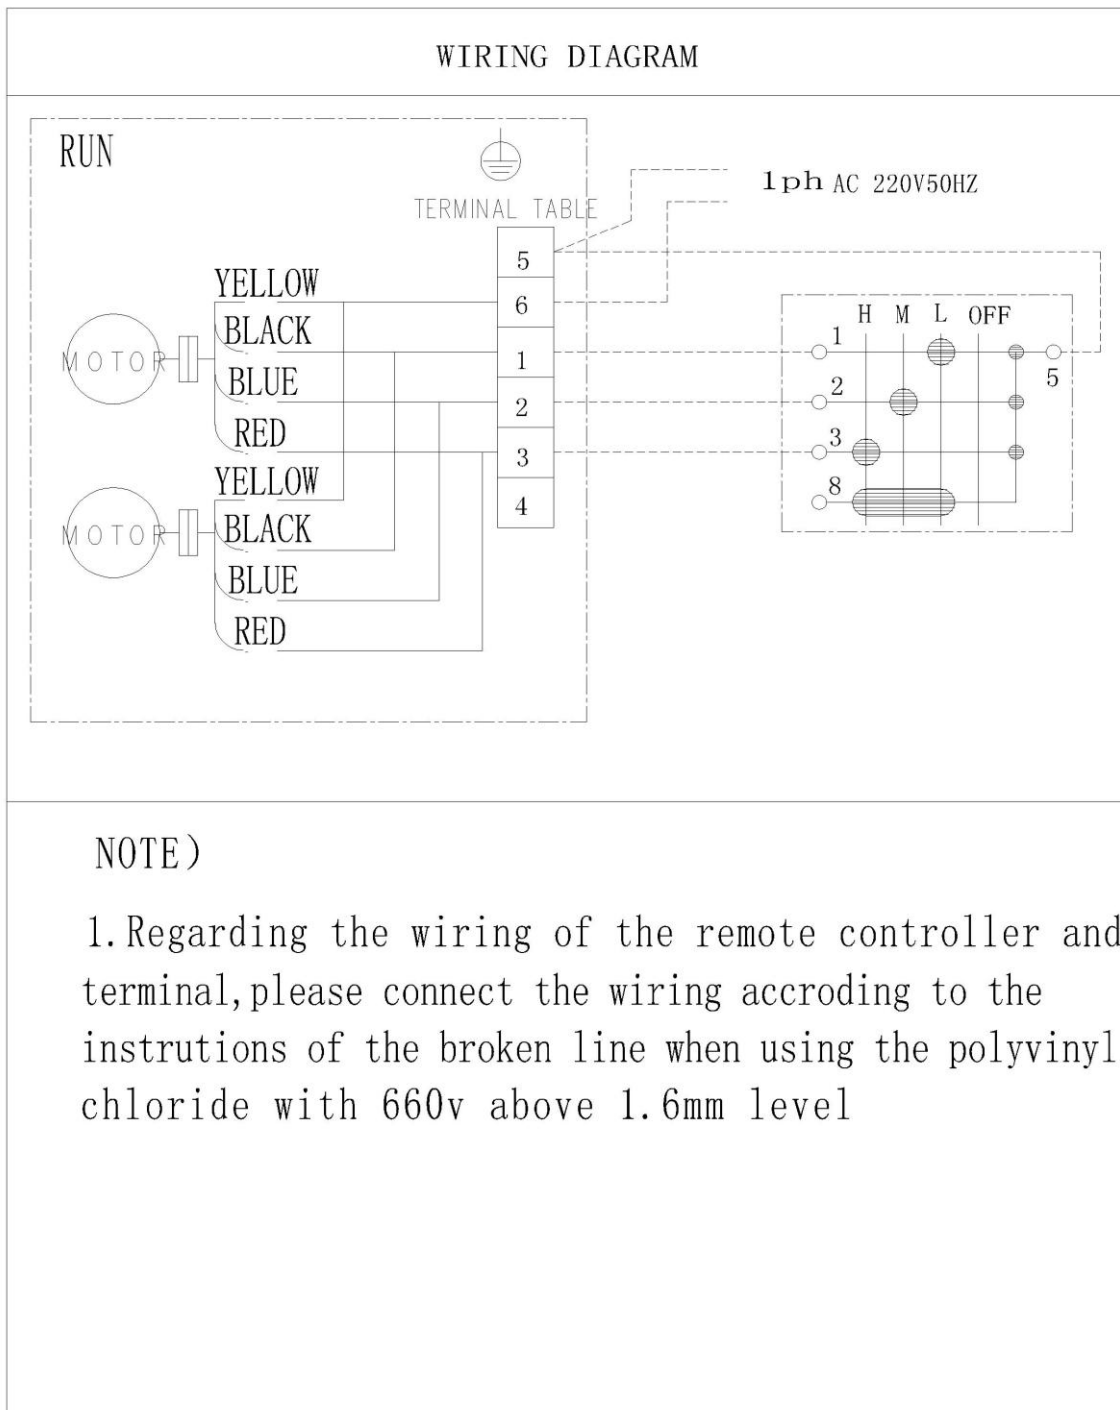 WIRING DIAGRAM
RUN
TERMINAL TABLE
1ph AC 220V50HZ
5
6
1
2
3
4
YELLOW
BLACK
BLUE
RED
MOTOR
YELLOW
BLACK
BLUE
RED
MOTOR
H M L OFF
1
5
2
3
8
NOTE)
1. Regarding the wiring of the remote controller and
terminal, please connect the wiring accroding to the
instrutions of the broken line when using the polyvinyl
chloride with 660v above 1.6mm level